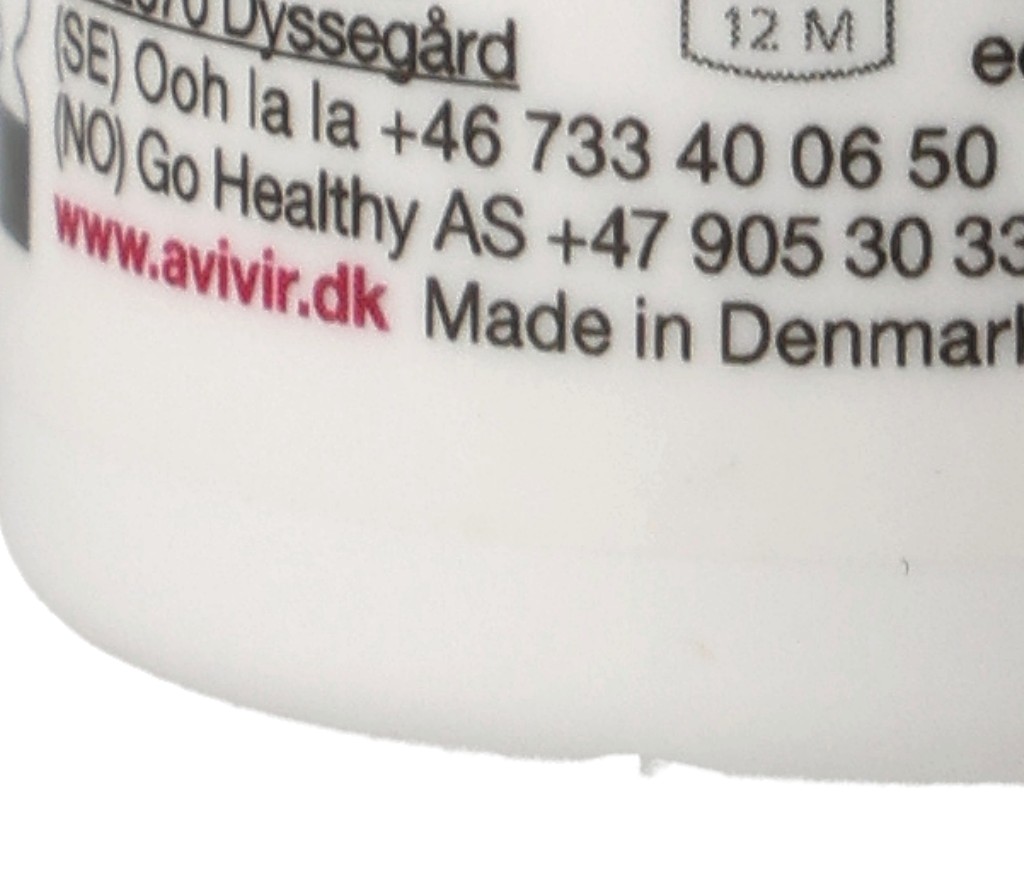 Dyssegård
12 M
(SE) Ooh la la +46 733 40 06 50
(NO) Go Healthy AS +47 905 30 33
www.avivir.dk Made in Denmark